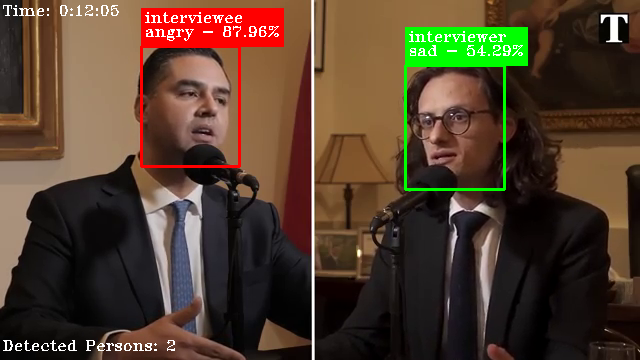 Time: 0:12:05
interviewee
angry - 87.96%
interviewer
sad - 54.29%
T
Detected Persons: 2